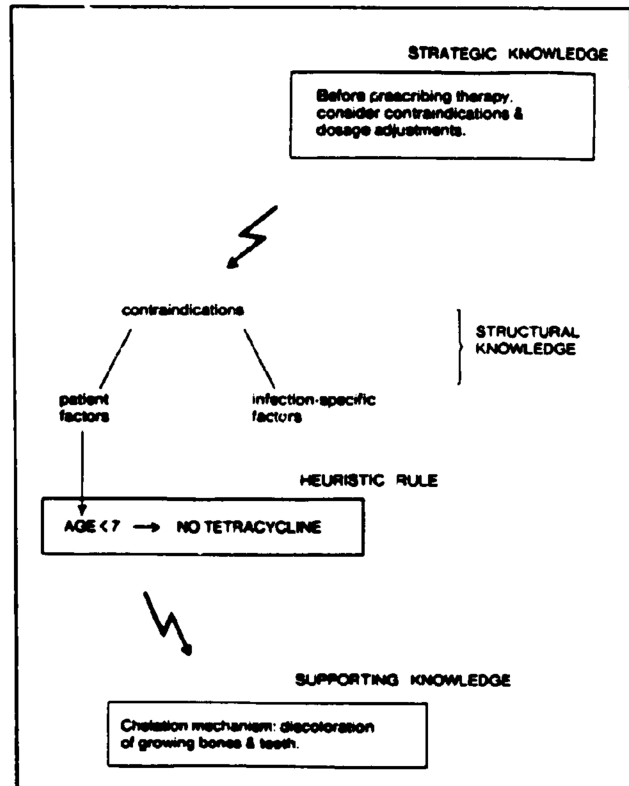 STRATEGIC KNOWLEDGE
Before prescribing therapy,
consider contraindications &
dosage adjustments.
contraindications
STRUCTURAL
KNOWLEDGE
patient
factors
infection-specific
factors
HEURISTIC RULE
AGE < 7 → NO TETRACYCLINE
SUPPORTING KNOWLEDGE
Chelation mechanism: discoloration
of growing bones & teeth.